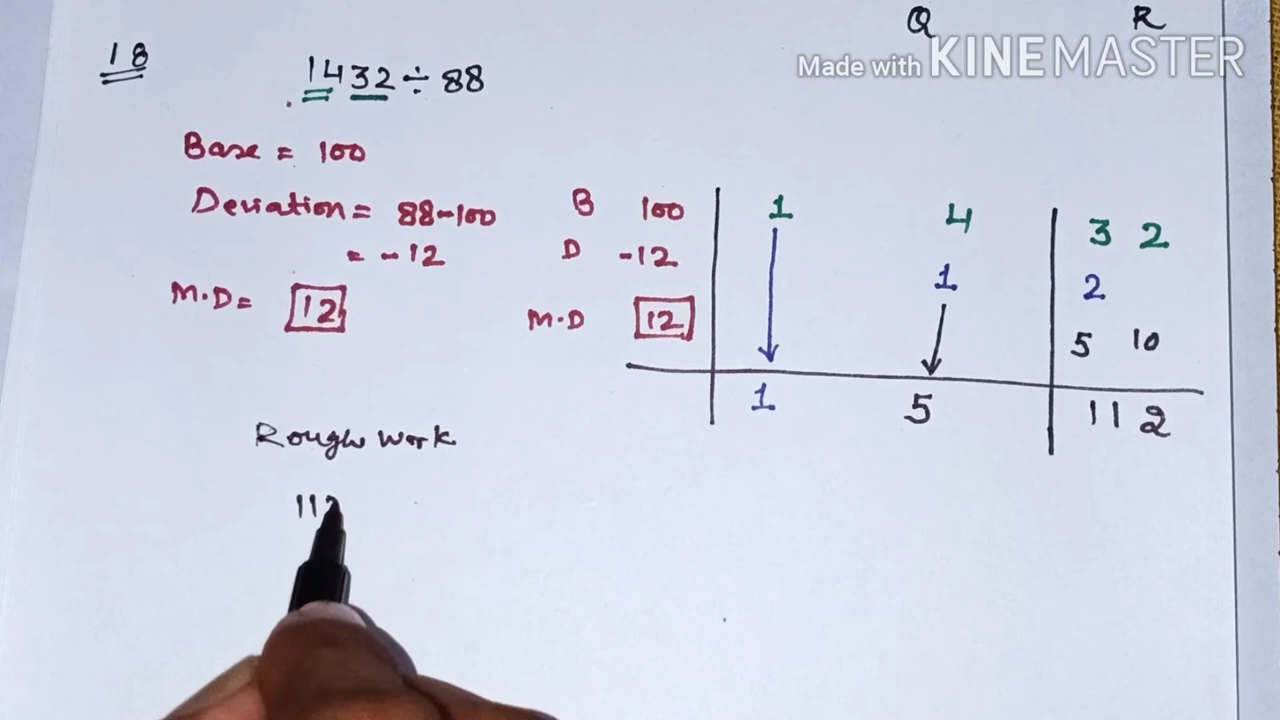 Q R
Made with KINEMASTER
18
1432 ÷ 88
Base = 100
Deviation = 88-100
= -12
M.D = 12
B 100 1 4 3 2
D -12 1 2
M.D 12 5 10
1 5 11 2
Rough work
112